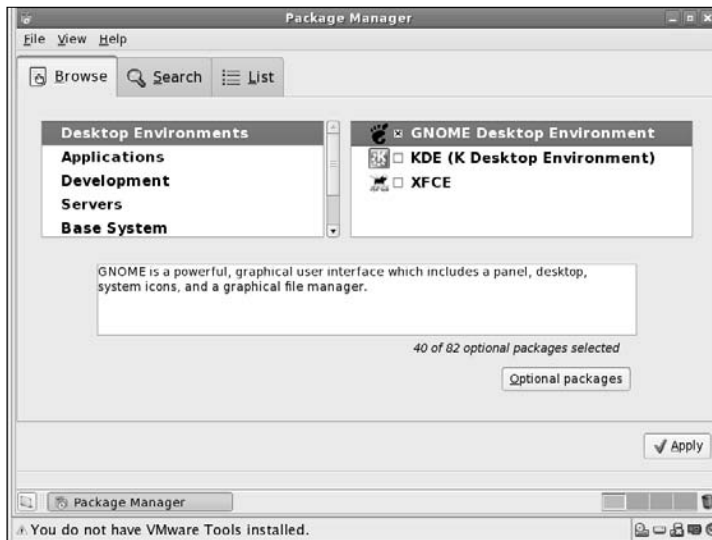 Package Manager
File View Help
Browse Search List
Desktop Environments
Applications
Development
Servers
Base System
GNOME Desktop Environment
KDE (K Desktop Environment)
XFCE
GNOME is a powerful, graphical user interface which includes a panel, desktop,
system icons, and a graphical file manager.
40 of 82 optional packages selected
Optional packages
Apply
Package Manager
You do not have VMware Tools installed.